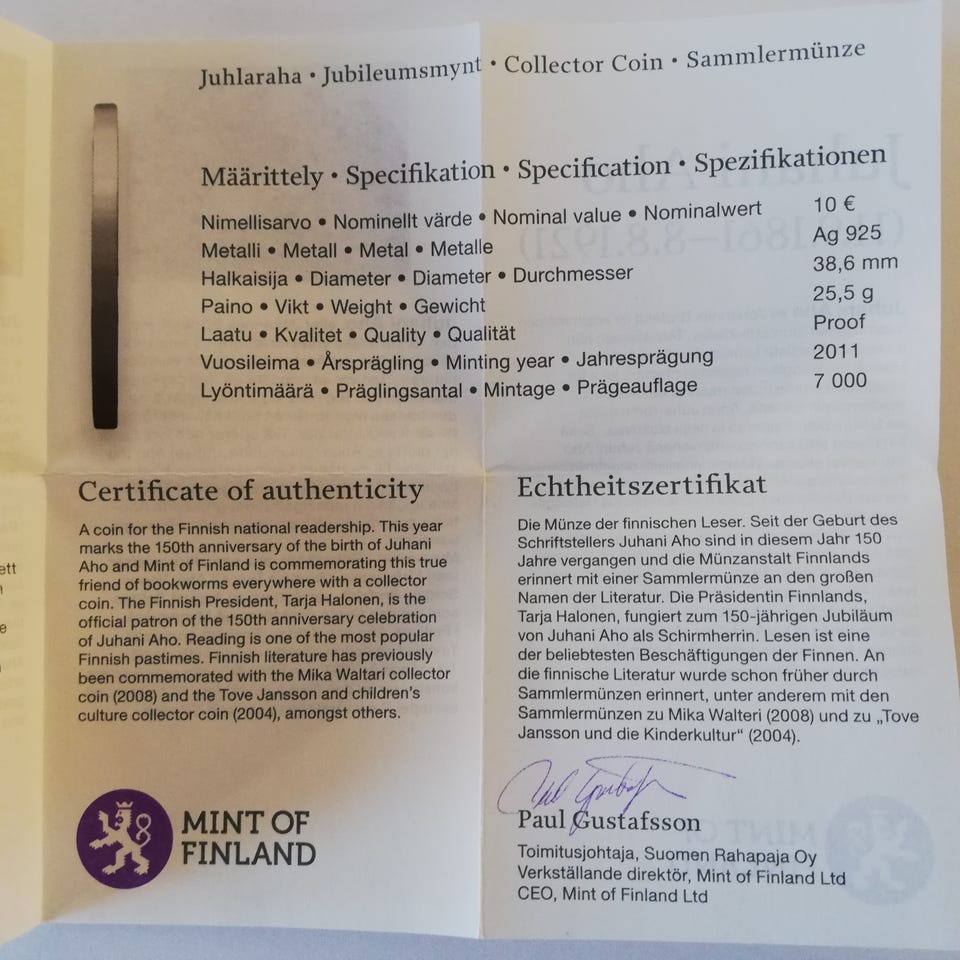 Juhlaraha • Jubileumsmynt • Collector Coin • Sammlermünze
Määrittely • Specifikation • Specification • Spezifikationen
Nimellisarvo • Nominellt värde • Nominal value • Nominalwert 10 €
Metalli • Metall • Metal • Metalle Ag 925
Halkaisija • Diameter • Diameter • Durchmesser 38,6 mm
Paino • Vikt • Weight • Gewicht 25,5 g
Laatu • Kvalitet • Quality • Qualität Proof
Vuosileima • Årsprägling • Minting year • Jahresprägung 2011
Lyöntimäärä • Präglingsantal • Mintage • Prägeauflage 7 000
Certificate of authenticity
A coin for the Finnish national readership. This year
marks the 150th anniversary of the birth of Juhani
Aho and Mint of Finland is commemorating this true
friend of bookworms everywhere with a collector
coin. The Finnish President, Tarja Halonen, is the
official patron of the 150th anniversary celebration
of Juhani Aho. Reading is one of the most popular
Finnish pastimes. Finnish literature has previously
been commemorated with the Mika Waltari collector
coin (2008) and the Tove Jansson and children's
culture collector coin (2004), amongst others.
MINT OF
FINLAND
Echtheitszertifikat
Die Münze der finnischen Leser. Seit der Geburt des
Schriftstellers Juhani Aho sind in diesem Jahr 150
Jahre vergangen und die Münzanstalt Finnlands
erinnert mit einer Sammlermünze an den großen
Namen der Literatur. Die Präsidentin Finnlands,
Tarja Halonen, fungiert zum 150-jährigen Jubiläum
von Juhani Aho als Schirmherrin. Lesen ist eine
der beliebtesten Beschäftigungen der Finnen. An
die finnische Literatur wurde schon früher durch
Sammlermünzen erinnert, unter anderem mit den
Sammlermünzen zu Mika Walteri (2008) und zu „Tove
Jansson und die Kinderkultur“ (2004).
Paul Gustafsson
Toimitusjohtaja, Suomen Rahapaja Oy
Verkställande direktör, Mint of Finland Ltd
CEO, Mint of Finland Ltd